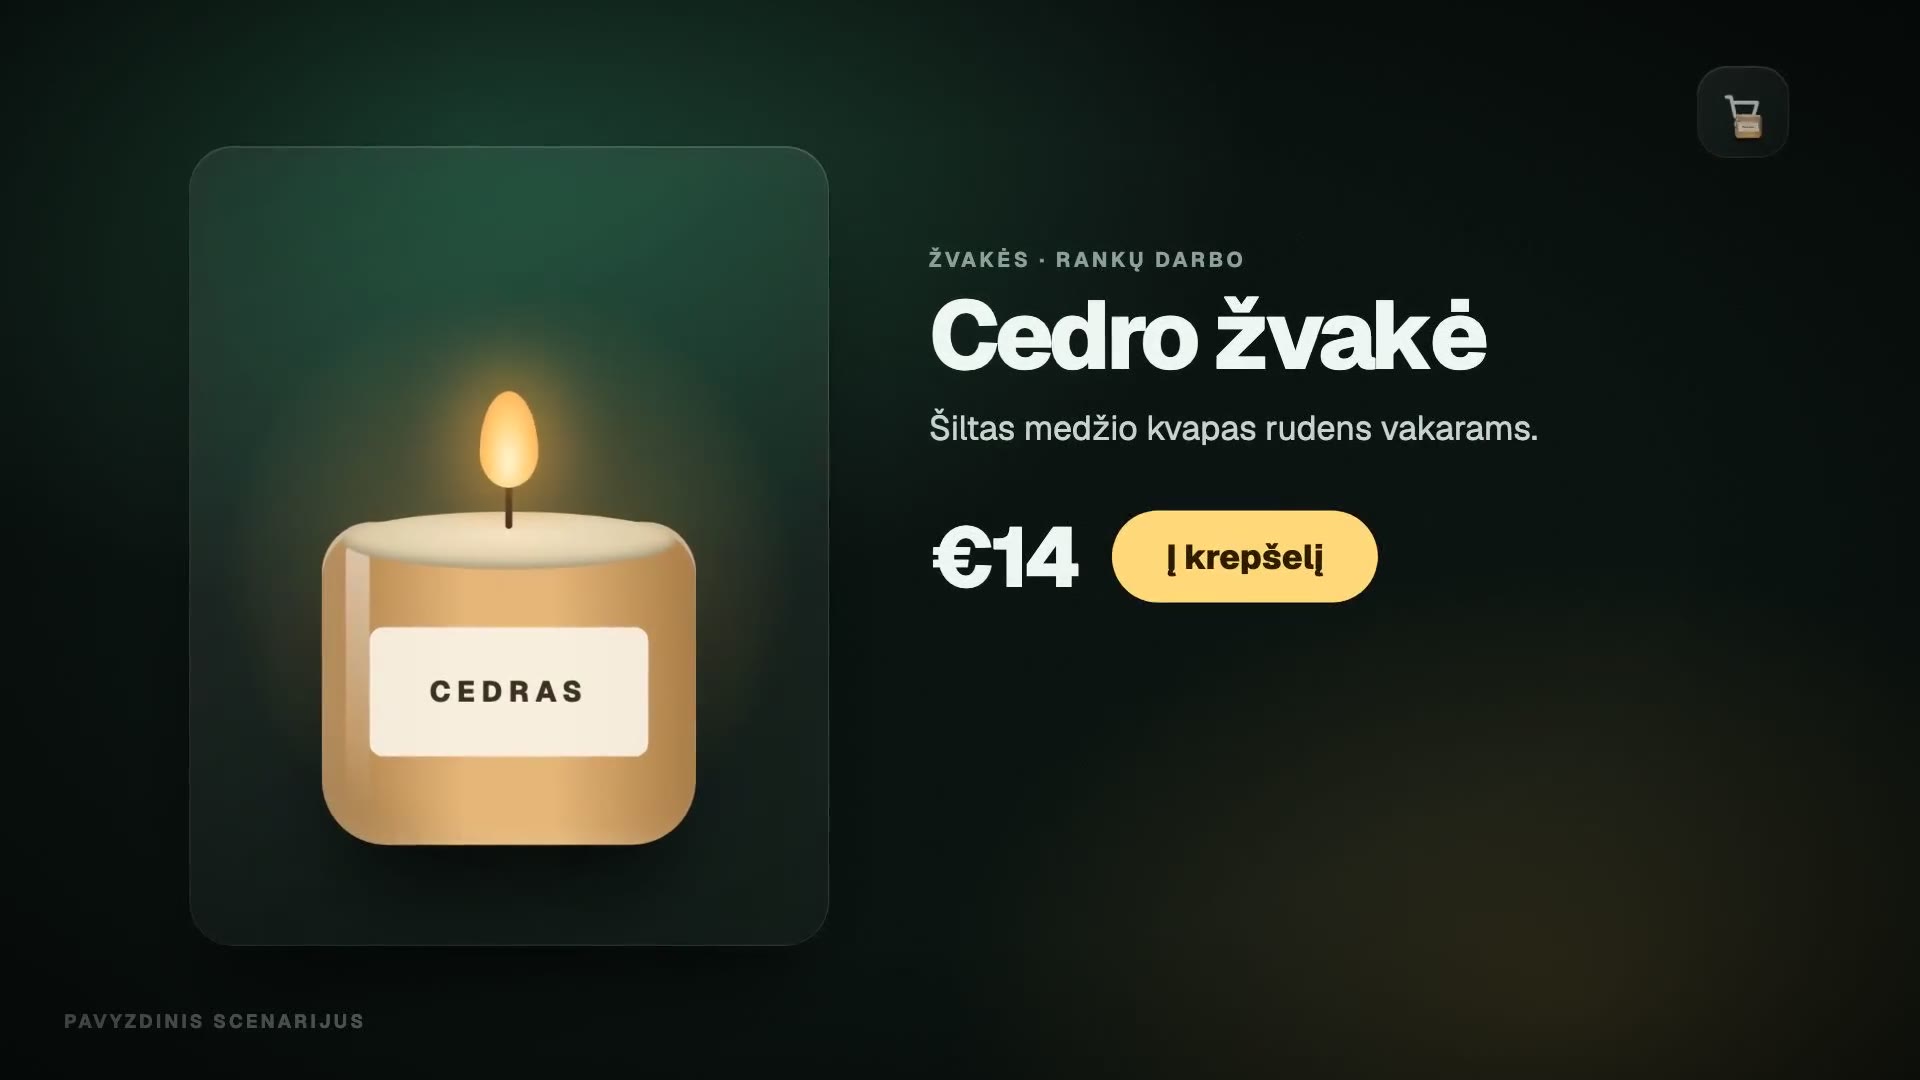 ŽVAKĖS · RANKŲ DARBO
Cedro žvakė
Šiltas medžio kvapas rudens vakarams.
€14
Į krepšelį
CEDRAS
PAVYZDINIS SCENARIJUS